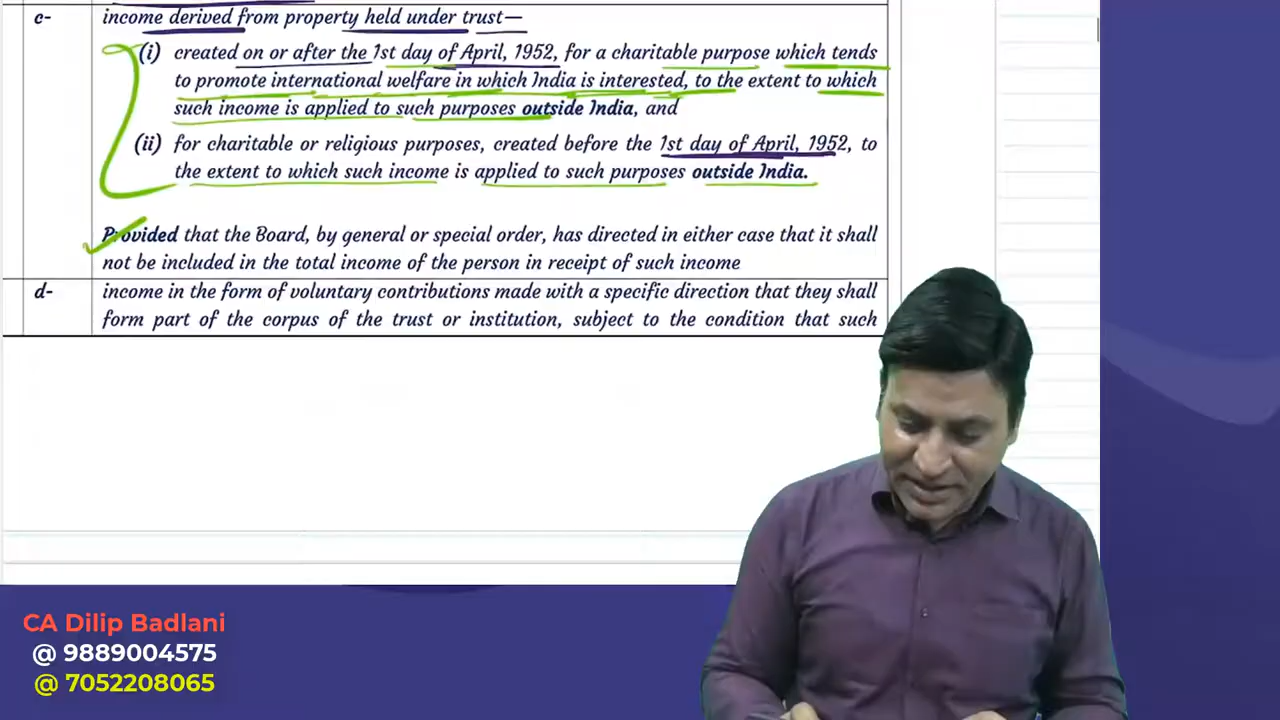 c- income derived from property held under trust—
(i) created on or after the 1st day of April, 1952, for a charitable purpose which tends
to promote international welfare in which India is interested, to the extent to which
such income is applied to such purposes outside India, and
(ii) for charitable or religious purposes, created before the 1st day of April, 1952, to
the extent to which such income is applied to such purposes outside India.
Provided that the Board, by general or special order, has directed in either case that it shall
not be included in the total income of the person in receipt of such income
d- income in the form of voluntary contributions made with a specific direction that they shall
form part of the corpus of the trust or institution, subject to the condition that such
CA Dilip Badlani
@ 9889004575
@ 7052208065